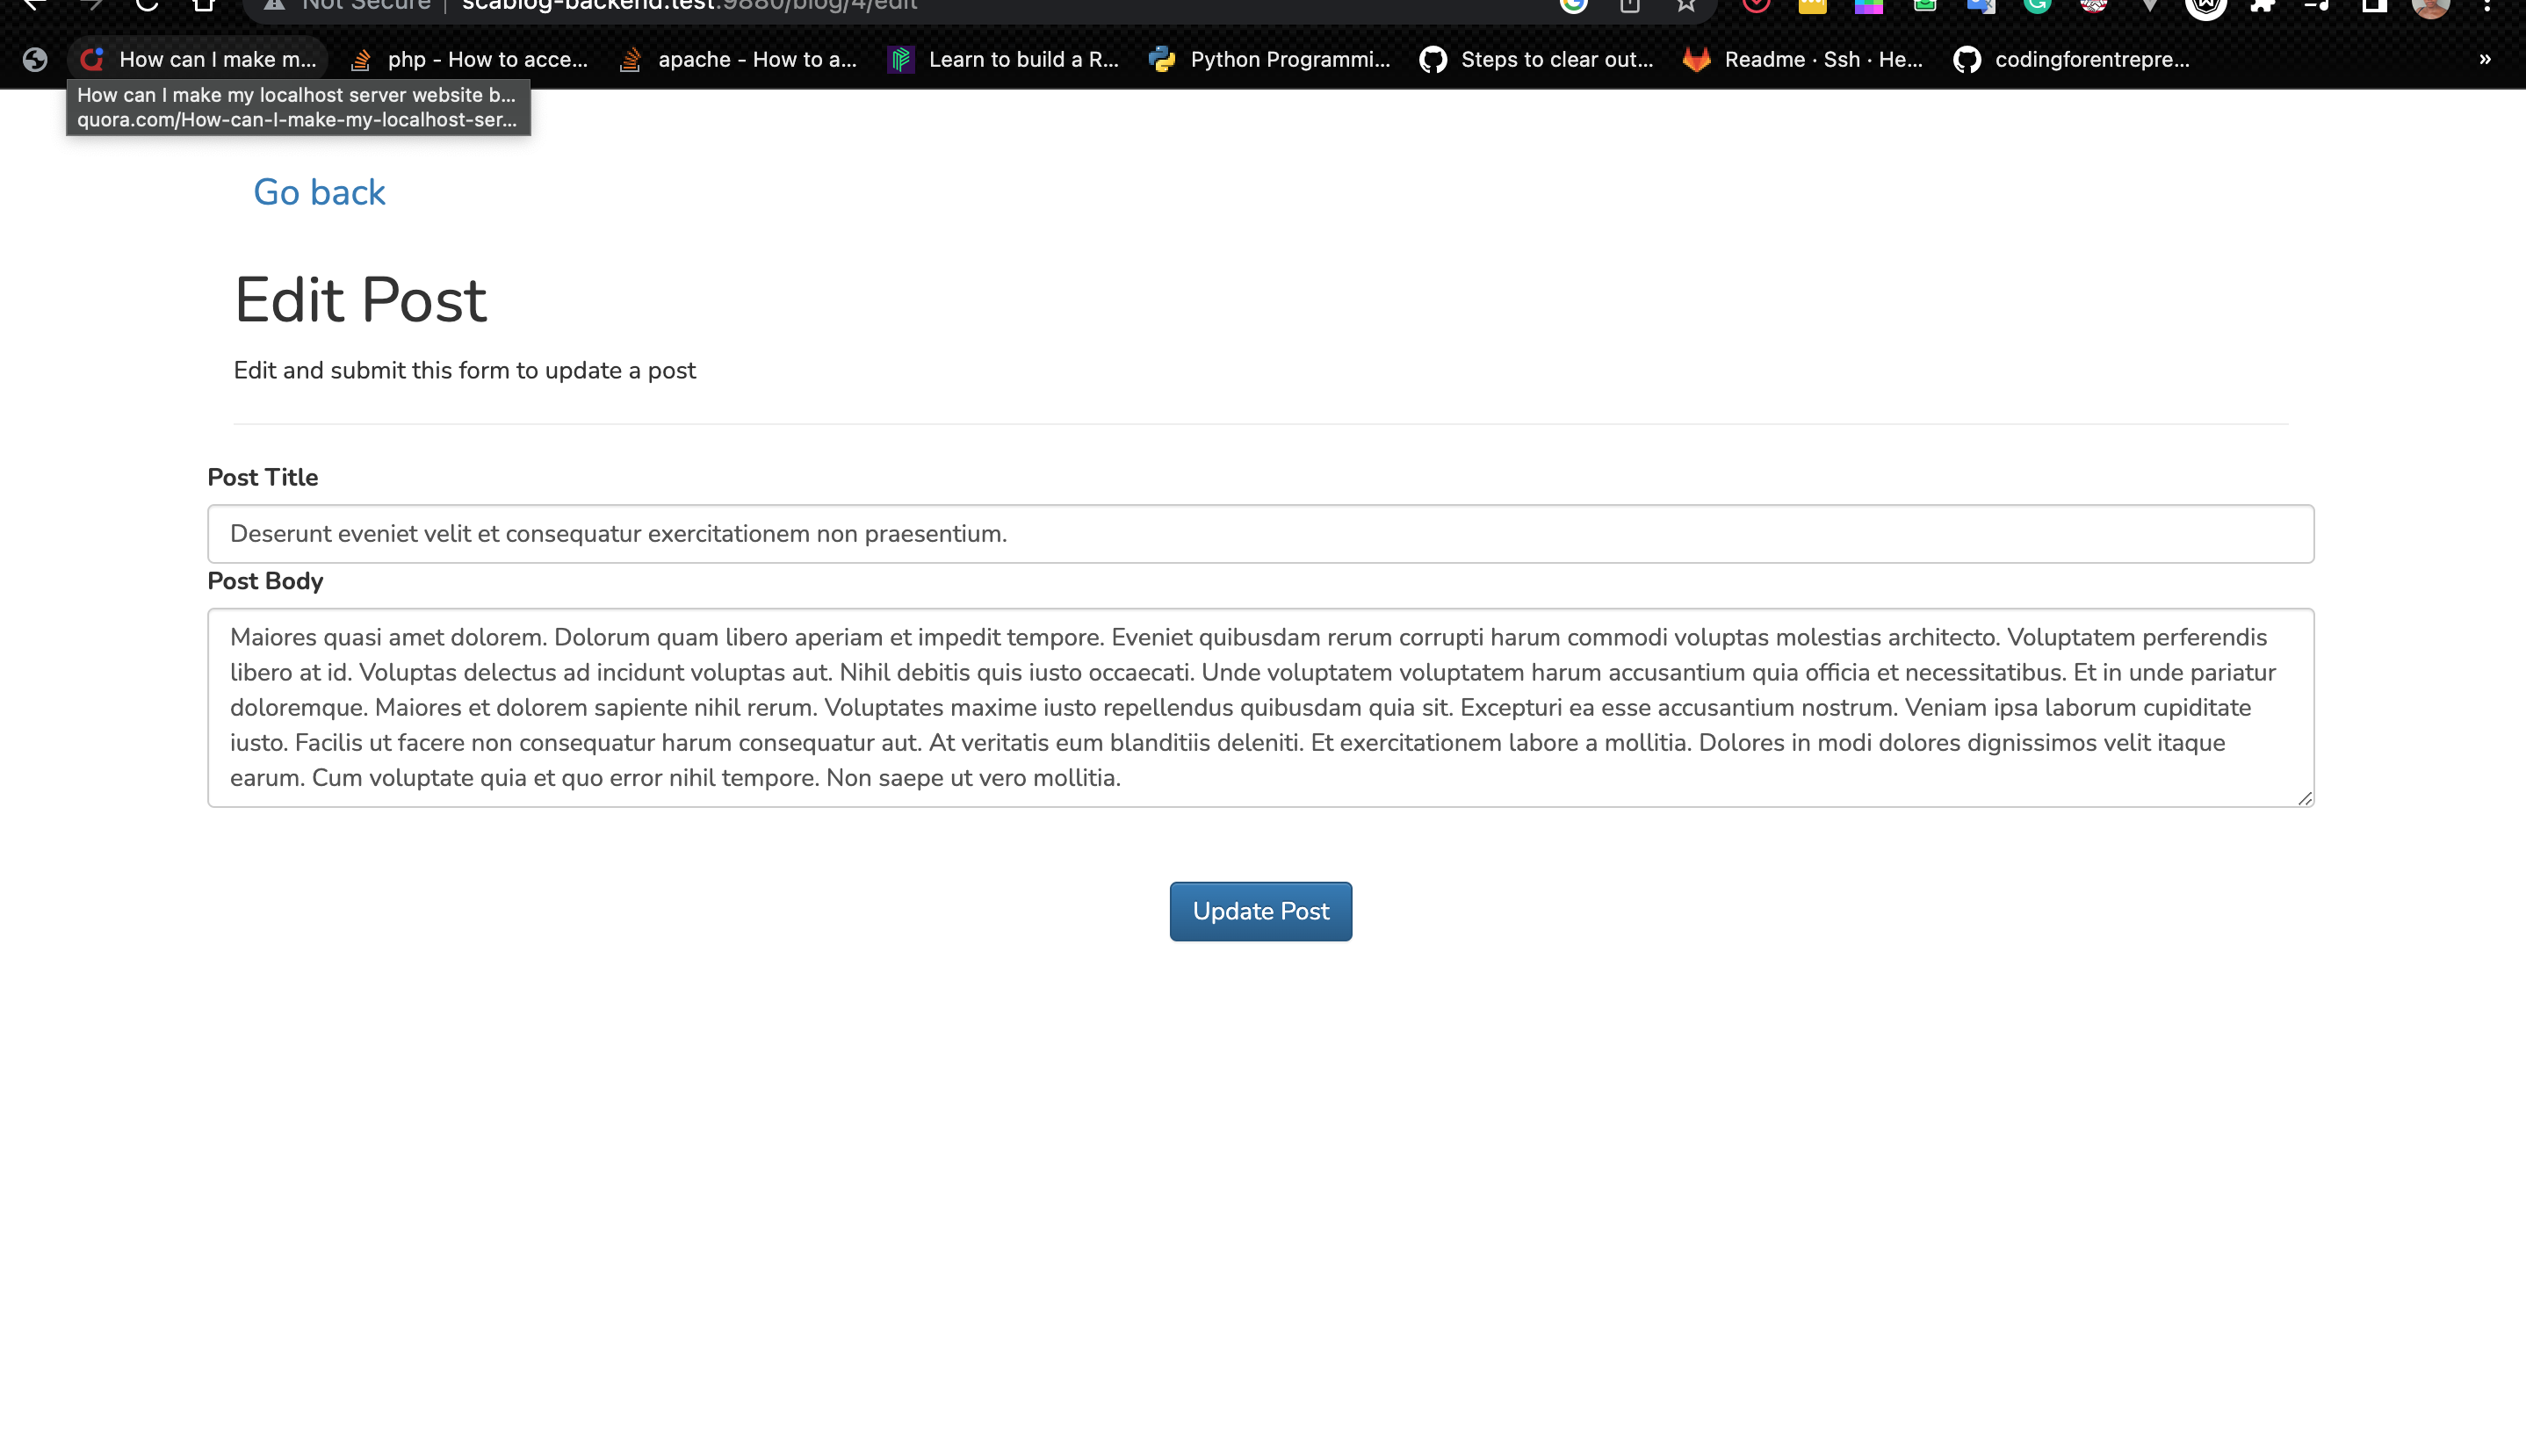 Not Secure | scablog-backend.test:9880/blog/4/edit
How can I make m... php - How to acce... apache - How to a... Learn to build a R... Python Programmi... Steps to clear out... Readme · Ssh · He... codingforentrepre... »
How can I make my localhost server website b...
quora.com/How-can-I-make-my-localhost-ser...
Go back
Edit Post
Edit and submit this form to update a post
Post Title
Deserunt eveniet velit et consequatur exercitationem non praesentium.
Post Body
Maiores quasi amet dolorem. Dolorum quam libero aperiam et impedit tempore. Eveniet quibusdam rerum corrupti harum commodi voluptas molestias architecto. Voluptatem perferendis
libero at id. Voluptas delectus ad incidunt voluptas aut. Nihil debitis quis iusto occaecati. Unde voluptatem voluptatem harum accusantium quia officia et necessitatibus. Et in unde pariatur
doloremque. Maiores et dolorem sapiente nihil rerum. Voluptates maxime iusto repellendus quibusdam quia sit. Excepturi ea esse accusantium nostrum. Veniam ipsa laborum cupiditate
iusto. Facilis ut facere non consequatur harum consequatur aut. At veritatis eum blanditiis deleniti. Et exercitationem labore a mollitia. Dolores in modi dolores dignissimos velit itaque
earum. Cum voluptate quia et quo error nihil tempore. Non saepe ut vero mollitia.
Update Post